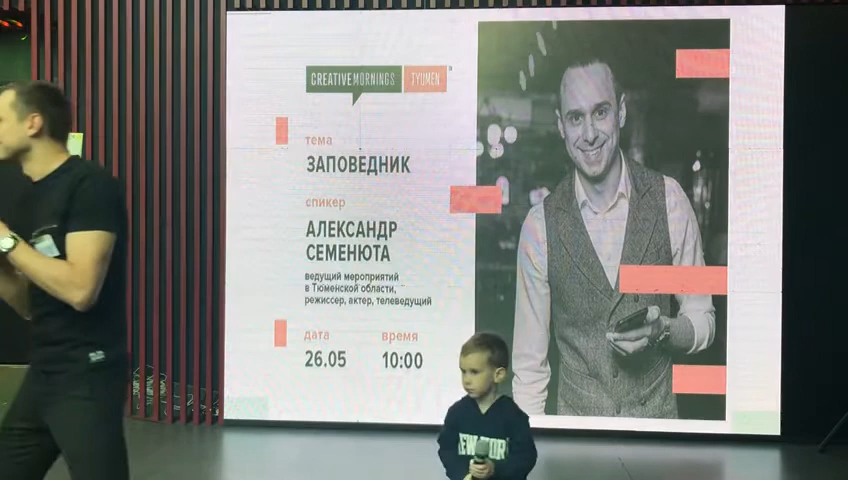 CREATIVEMORNINGS TYUMEN
тема
ЗАПОВЕДНИК
спикер
АЛЕКСАНДР
СЕМЕНЮТА
ведущий мероприятий
в Тюменской области,
режиссер, актер, телеведущий
дата время
26.05 10:00